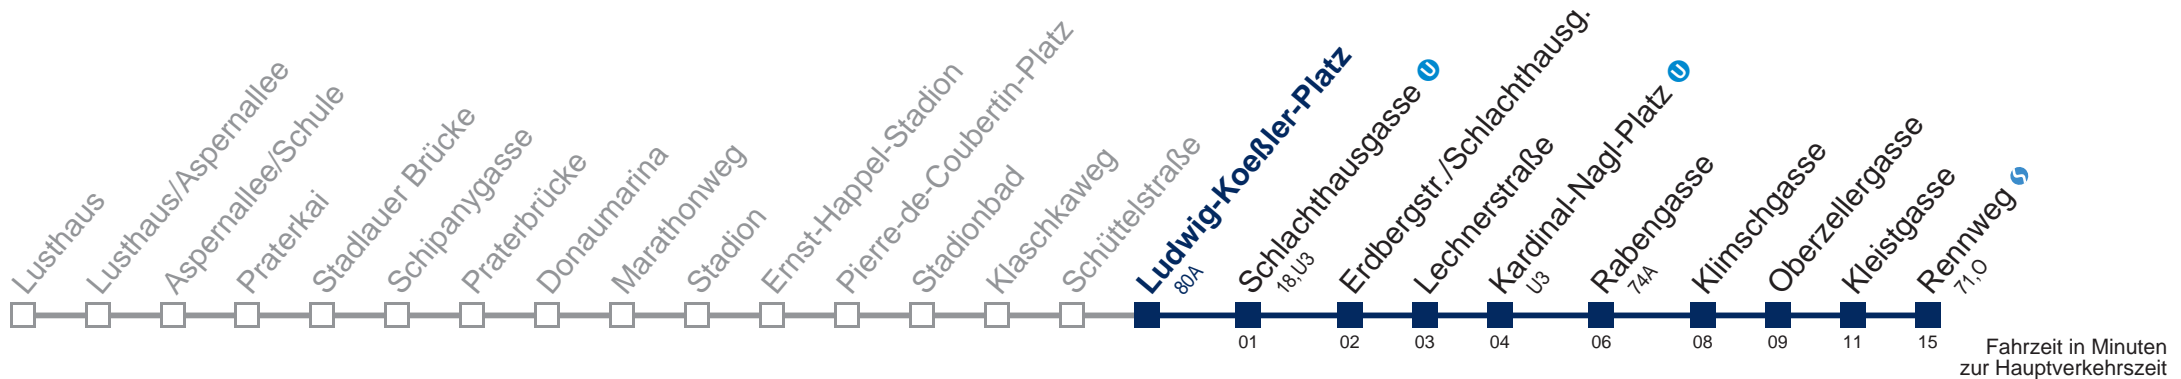 Lusthaus
Lusthaus/Aspernallee
Aspernallee/Schule
Praterkai
Stadlauer Brücke
Schipanygasse
Praterbrücke
Donaumarina
Marathonweg
Stadion
Ernst-Happel-Stadion
Pierre-de-Coubertin-Platz
Stadionbad
Klaschkaweg
Schüttelstraße
Ludwig-Koeßler-Platz
80A
Schlachthausgasse U
18,U3
01
Erdbergstr./Schlachthausg.
02
Lechnerstraße
03
Kardinal-Nagl-Platz U
U3
04
Rabengasse
74A
06
Klimschgasse
08
Oberzellergasse
09
Kleistgasse
11
Rennweg S
71,O
15
Fahrzeit in Minuten
zur Hauptverkehrszeit